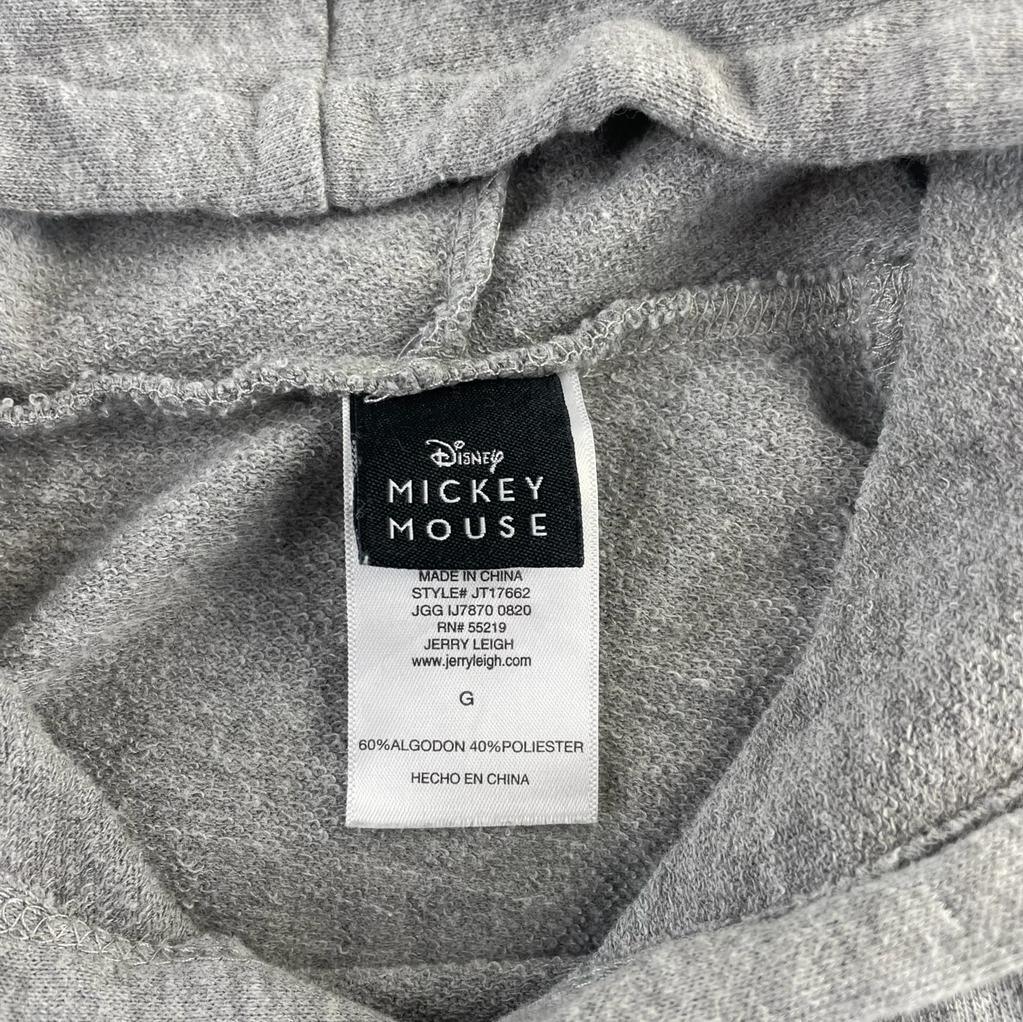 Disney
MICKEY
MOUSE
MADE IN CHINA
STYLE# JT17662
JGG IJ7870 0820
RN# 55219
JERRY LEIGH
www.jerryleigh.com
G
60%ALGODON 40%POLIESTER
HECHO EN CHINA